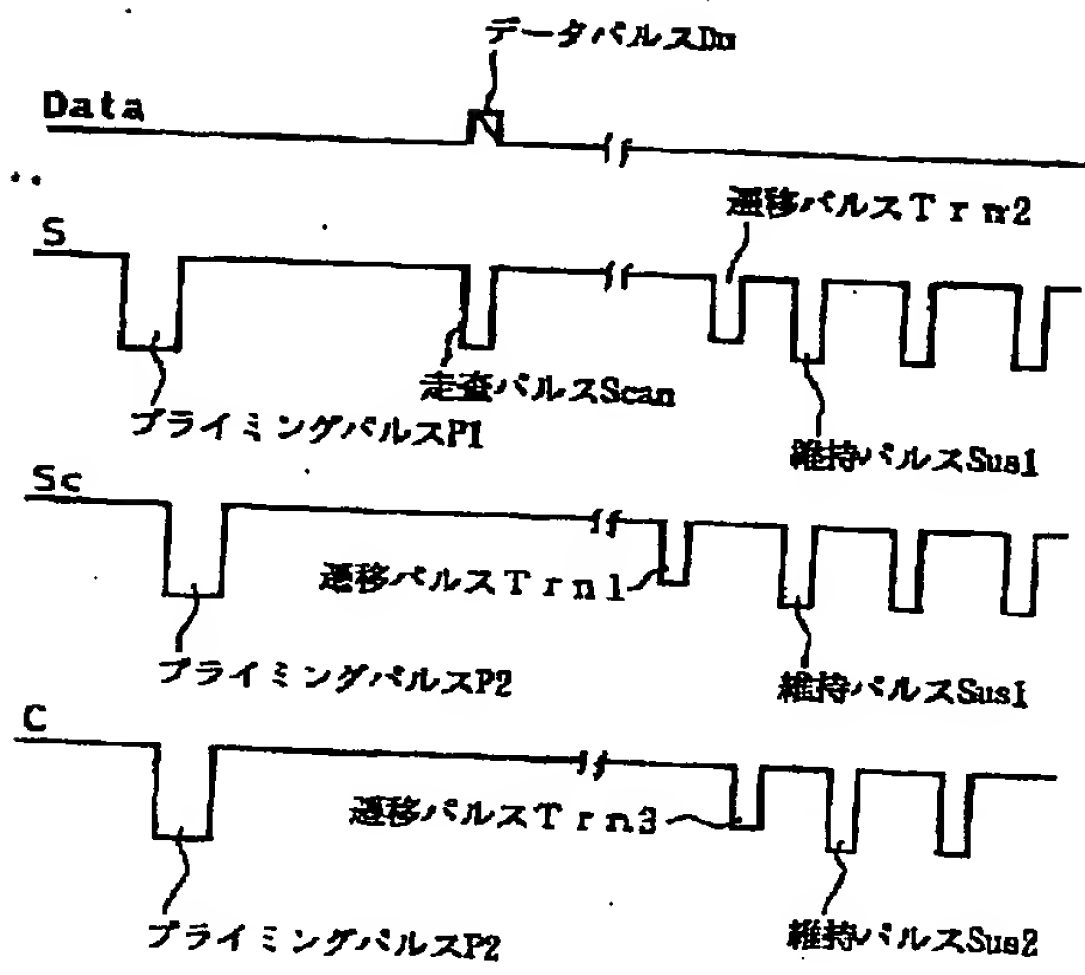 データパルスDn
Data
遷移パルスTrn2
S
走査パルスScan
プライミングパルスP1
維持パルスSus1
Sc
遷移パルスTrn1
プライミングパルスP2
維持パルスSus1
C
遷移パルスTrn3
プライミングパルスP2
維持パルスSus2